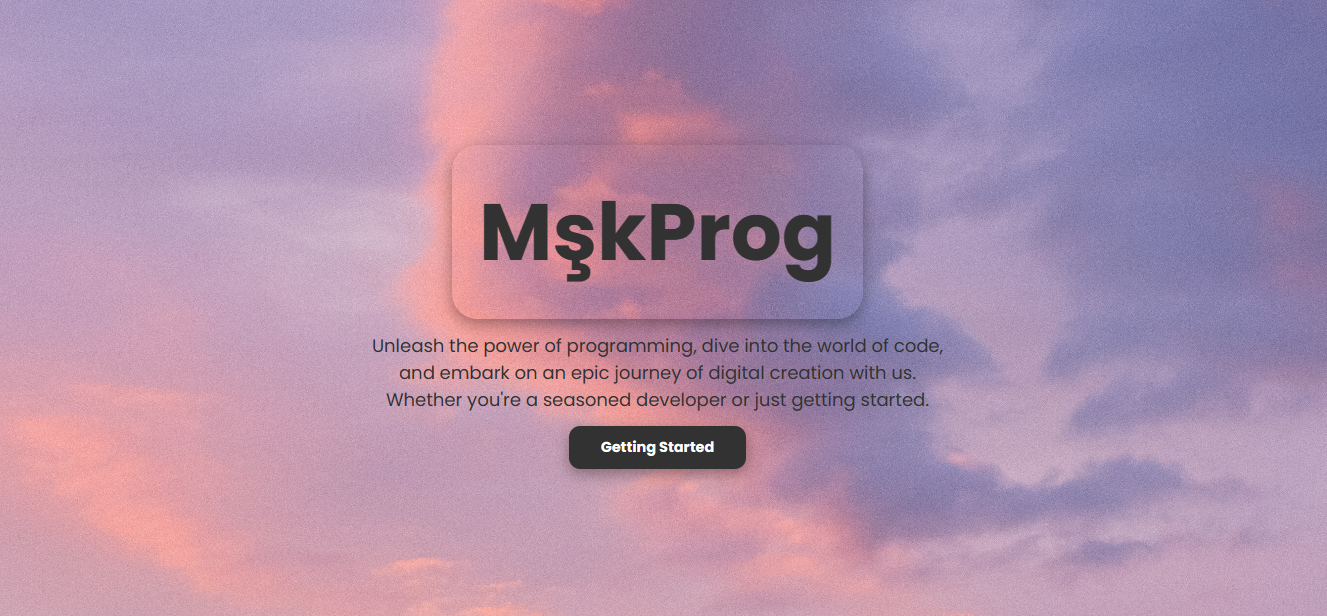 MşkProg
Unleash the power of programming, dive into the world of code,
and embark on an epic journey of digital creation with us.
Whether you're a seasoned developer or just getting started.
Getting Started